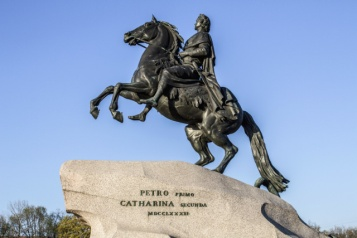 PETRO PRIMO
CATHARINA SECUNDA
MDCCLXXXII